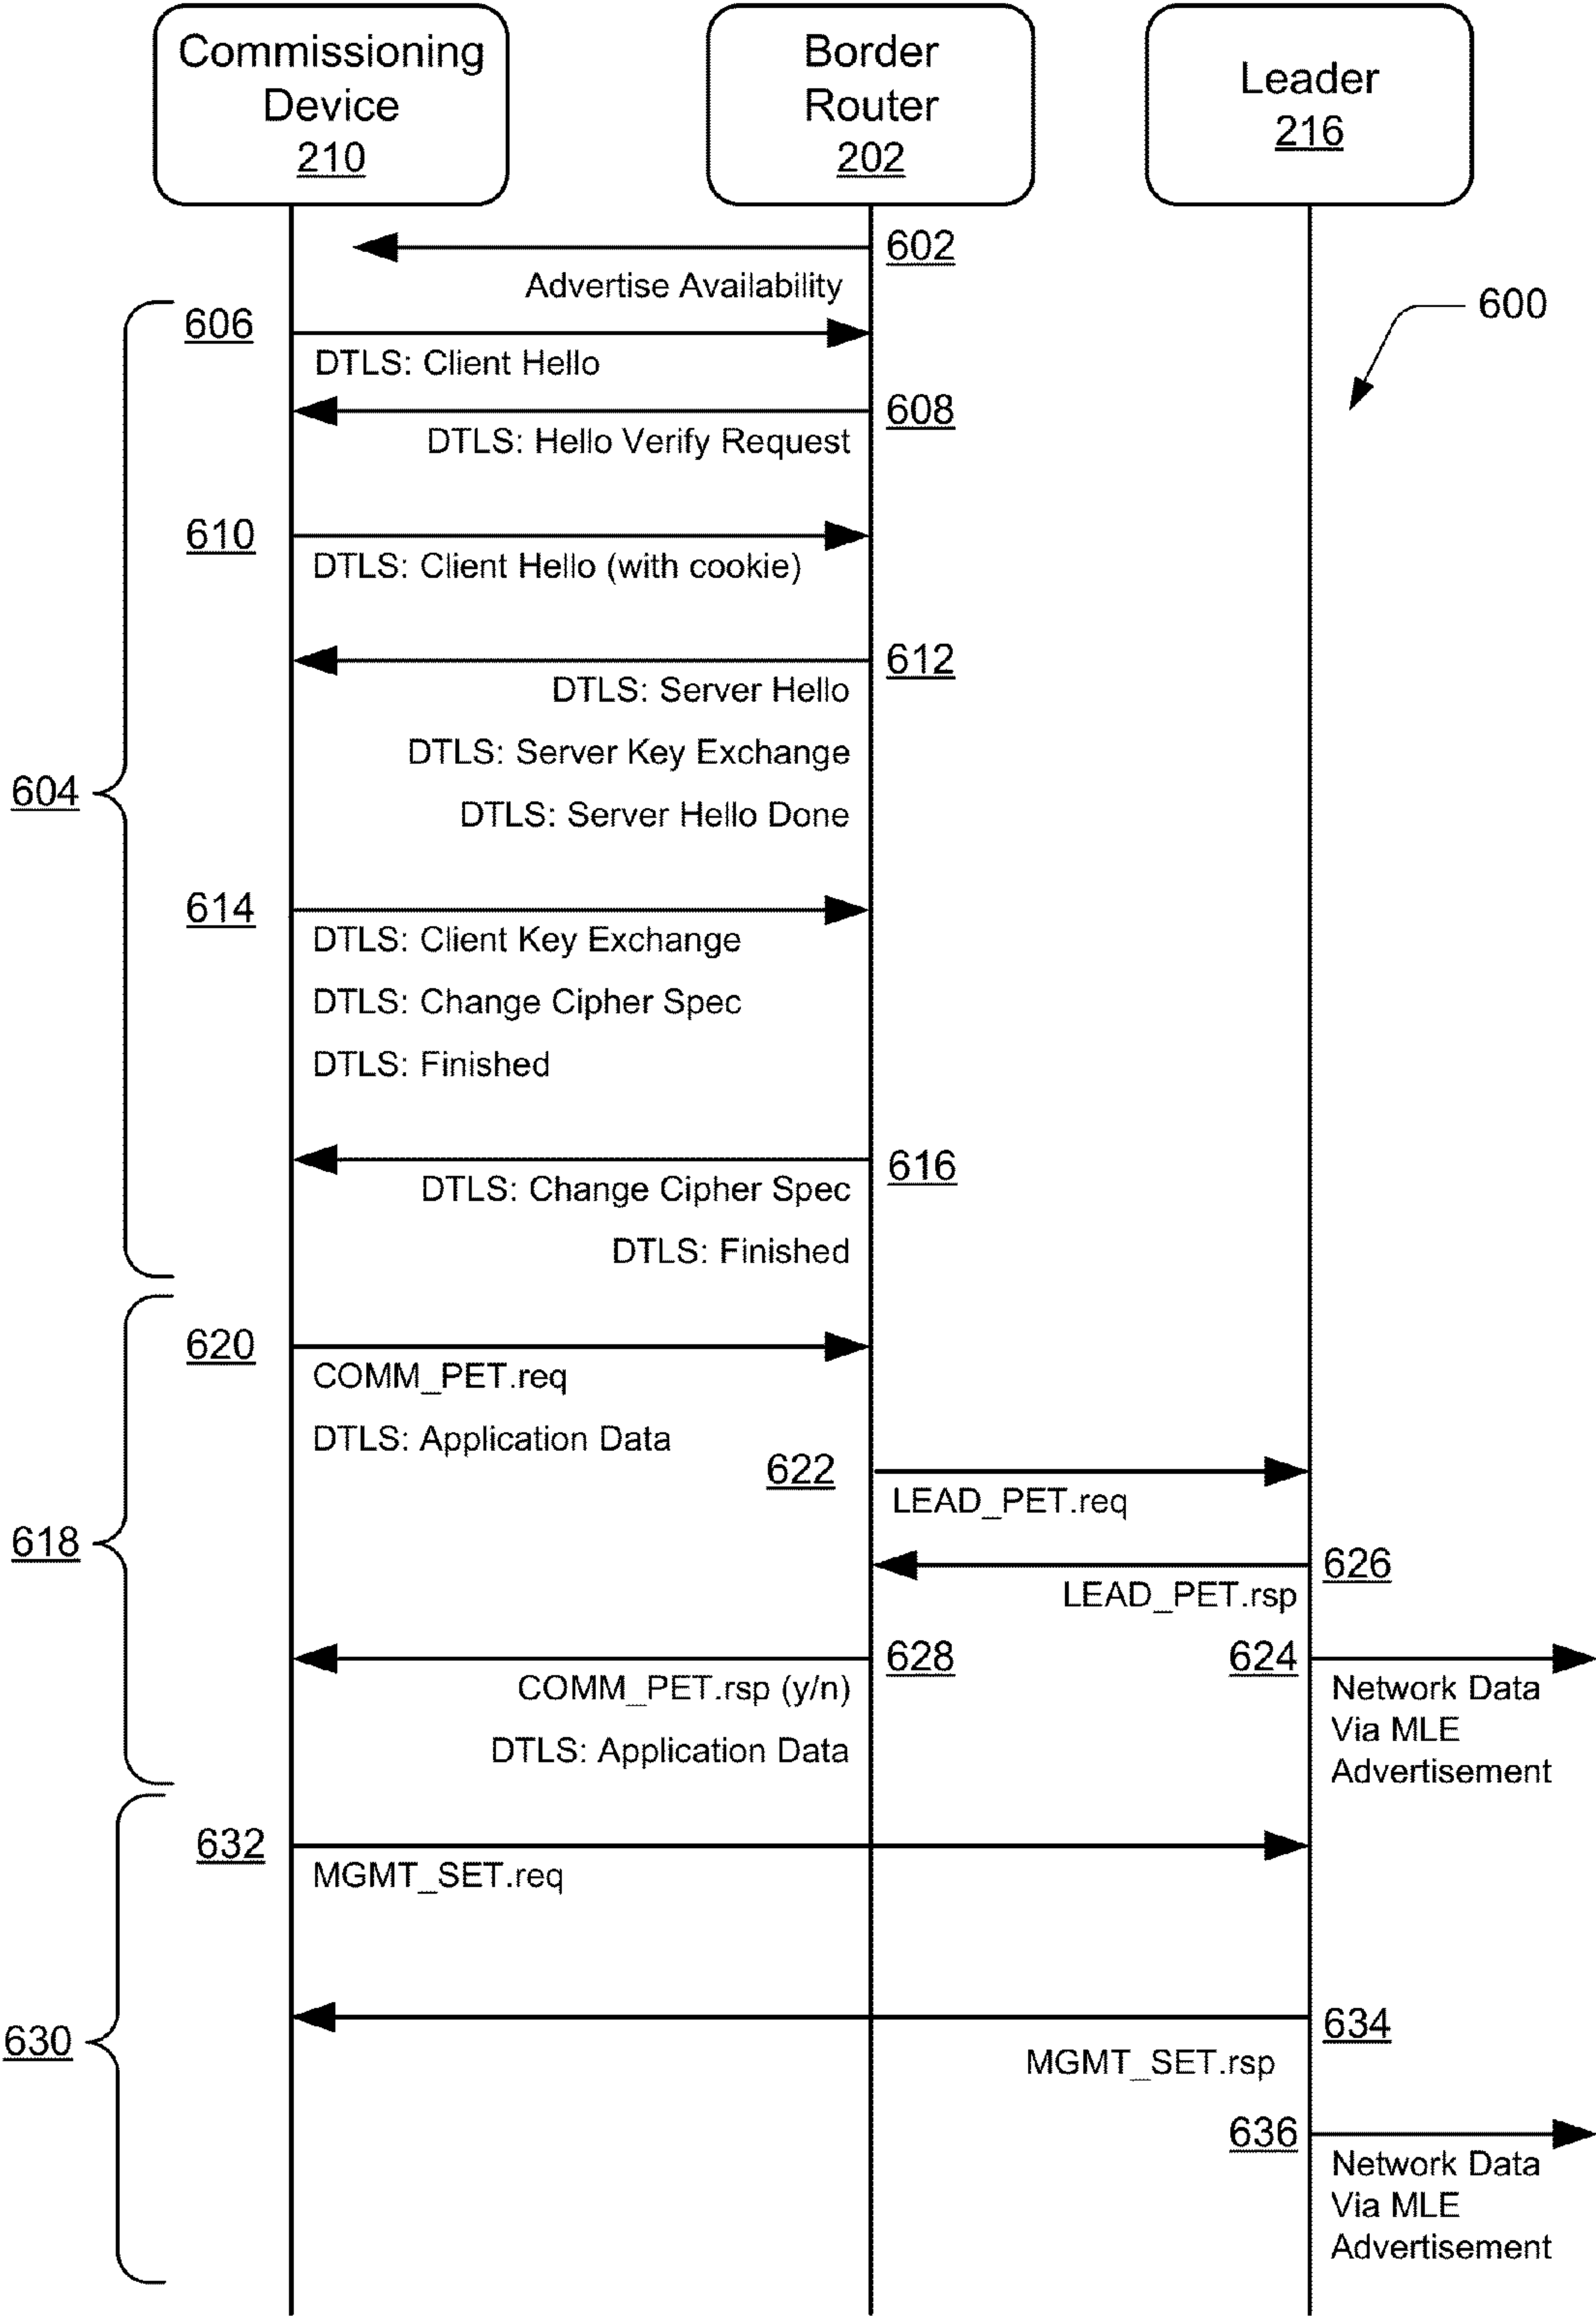 Commissioning
Device
210
Border
Router
202
Leader
216
602
Advertise Availability
600
606
DTLS: Client Hello
608
DTLS: Hello Verify Request
610
DTLS: Client Hello (with cookie)
612
DTLS: Server Hello
DTLS: Server Key Exchange
DTLS: Server Hello Done
604
614
DTLS: Client Key Exchange
DTLS: Change Cipher Spec
DTLS: Finished
616
DTLS: Change Cipher Spec
DTLS: Finished
620
COMM_PET.req
DTLS: Application Data
622
LEAD_PET.req
618
626
LEAD_PET.rsp
628
COMM_PET.rsp (y/n)
DTLS: Application Data
624
Network Data
Via MLE
Advertisement
632
MGMT_SET.req
630
634
MGMT_SET.rsp
636
Network Data
Via MLE
Advertisement